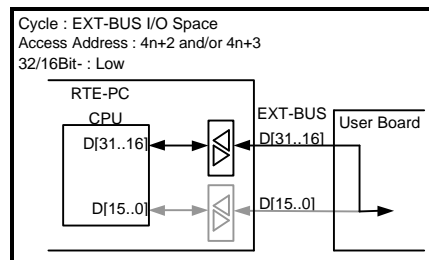 Cycle : EXT-BUS I/O Space
Access Address : 4n+2 and/or 4n+3
32/16Bit- : Low
RTE-PC
CPU
EXT-BUS
User Board
D[31..16]
D[31..16]
D[15..0]
D[15..0]